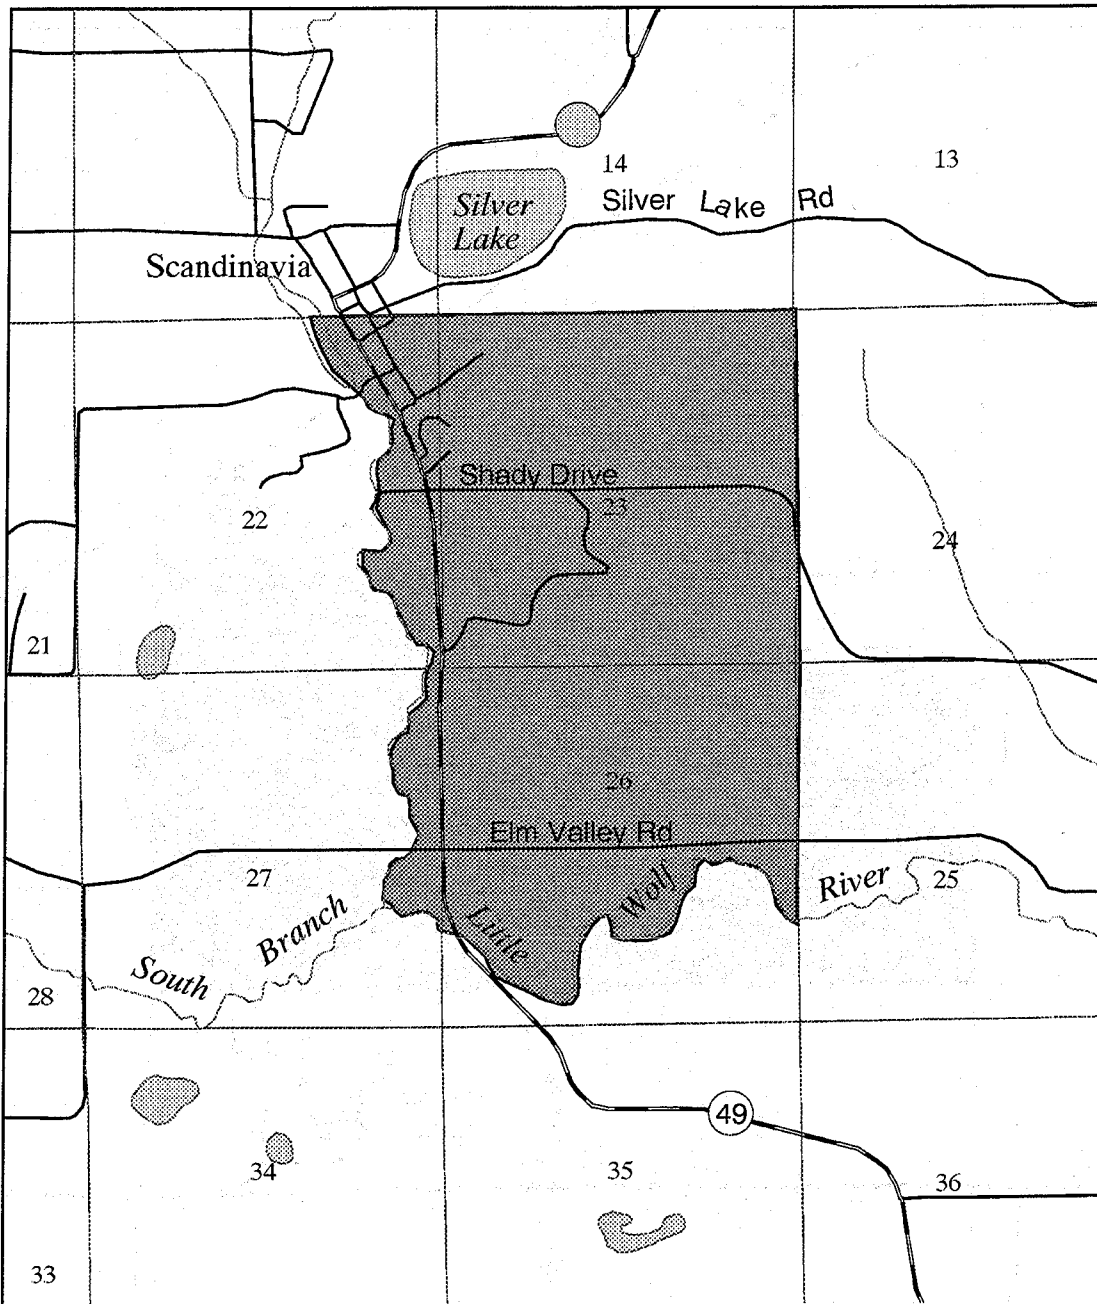 14
13
Silver Lake Rd
Silver
Lake
Scandinavia
Shady Drive
23
22
24
21
26
Elm Valley Rd
27
25
South Branch Little Wolf River
28
49
34
35
36
33